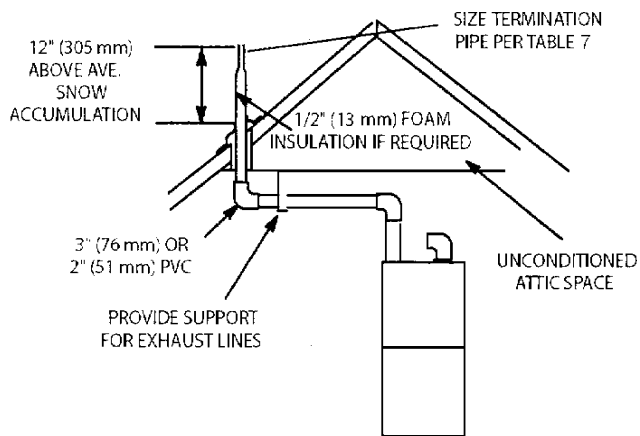 12" (305 mm)
ABOVE AVE.
SNOW
ACCUMULATION
SIZE TERMINATION
PIPE PER TABLE 7
1/2" (13 mm) FOAM
INSULATION IF REQUIRED
3" (76 mm) OR
2" (51 mm) PVC
UNCONDITIONED
ATTIC SPACE
PROVIDE SUPPORT
FOR EXHAUST LINES